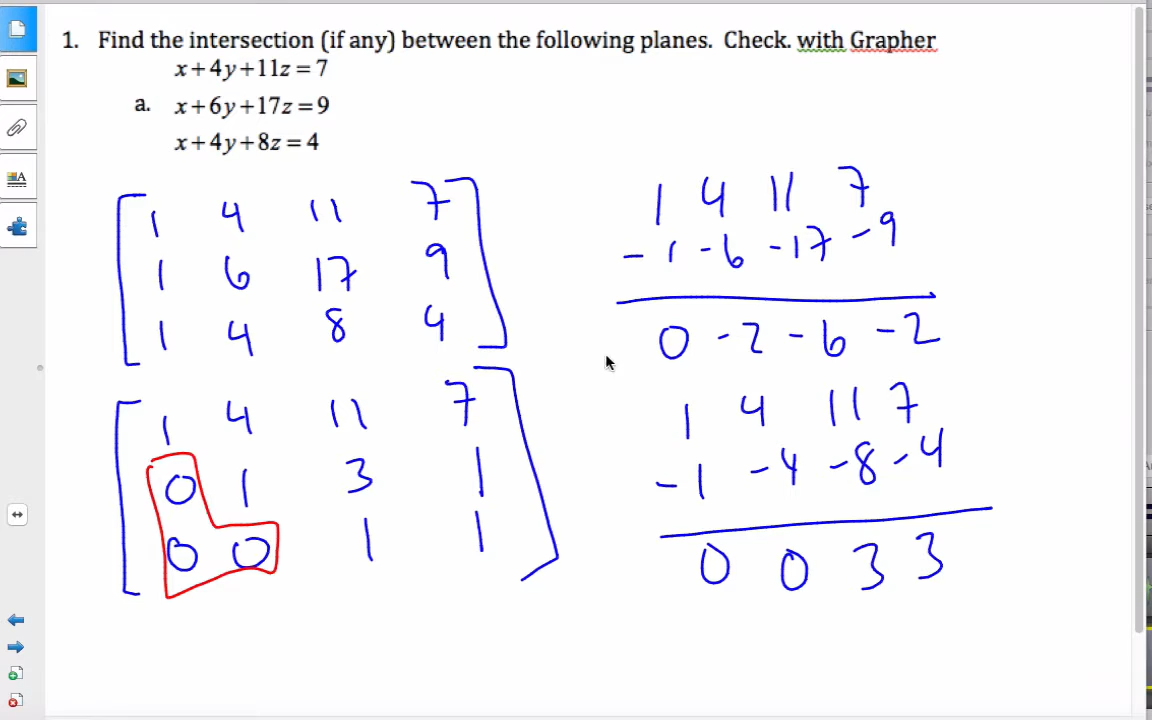 1. Find the intersection (if any) between the following planes. Check. with Grapher
x+4y+11z=7
a. x+6y+17z=9
x+4y+8z=4
1 4 11 7
1 6 17 9
1 4 8 4
1 4 11 7
0 1 3 1
0 0 1 1
1 4 11 7
-1 -6 -17 -9
0 -2 -6 -2
1 4 11 7
-1 -4 -8 -4
0 0 3 3